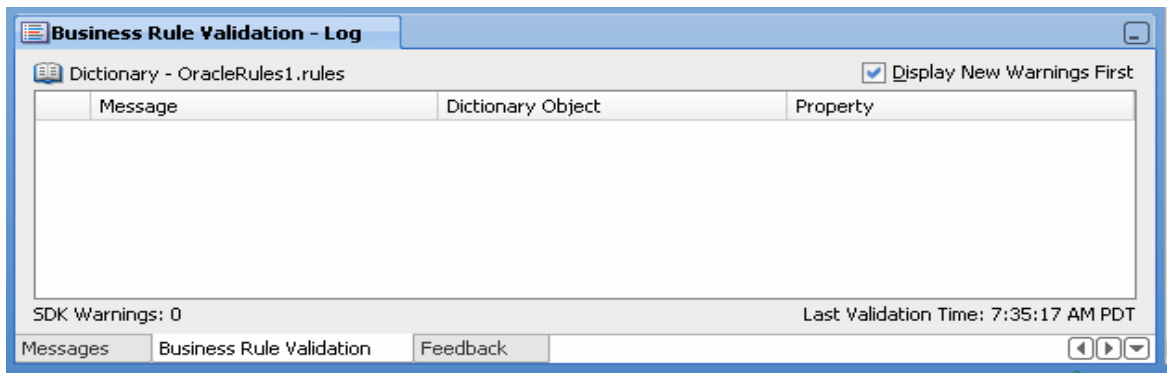 Business Rule Validation - Log
Dictionary - OracleRules1.rules Display New Warnings First
Message Dictionary Object Property
SDK Warnings: 0 Last Validation Time: 7:35:17 AM PDT
Messages Business Rule Validation Feedback